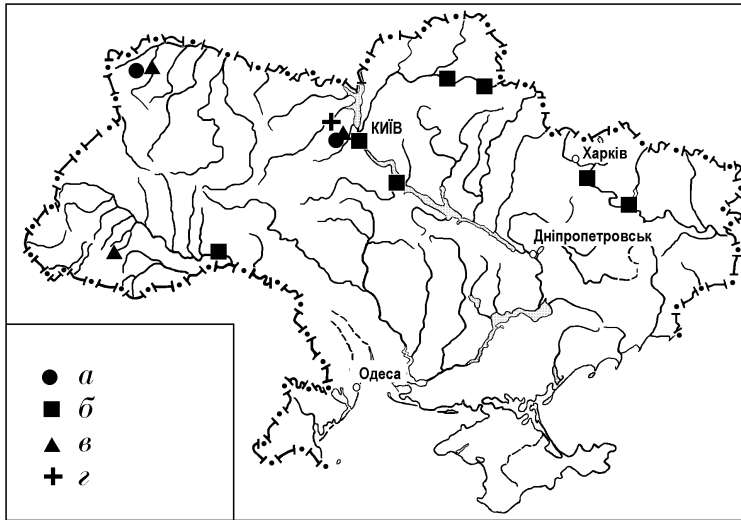 КИЇВ
Харків
Дніпропетровськ
Одеса
а
б
в
г